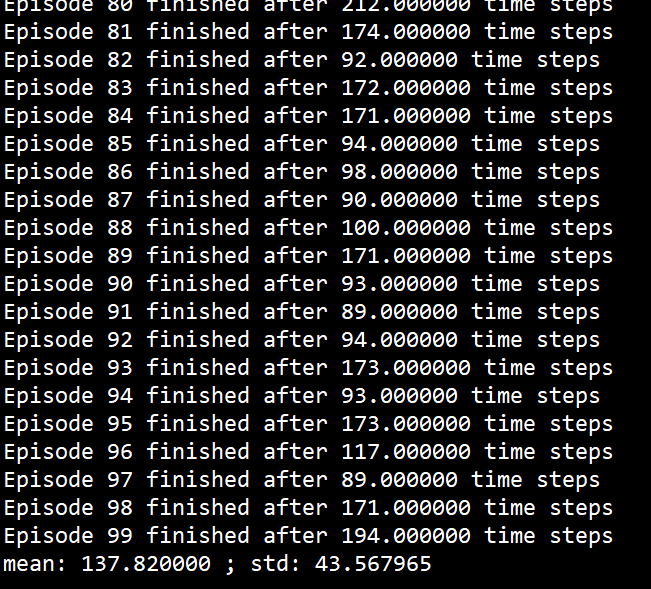 Episode 80 finished after 212.000000 time steps
Episode 81 finished after 174.000000 time steps
Episode 82 finished after 92.000000 time steps
Episode 83 finished after 172.000000 time steps
Episode 84 finished after 171.000000 time steps
Episode 85 finished after 94.000000 time steps
Episode 86 finished after 98.000000 time steps
Episode 87 finished after 90.000000 time steps
Episode 88 finished after 100.000000 time steps
Episode 89 finished after 171.000000 time steps
Episode 90 finished after 93.000000 time steps
Episode 91 finished after 89.000000 time steps
Episode 92 finished after 94.000000 time steps
Episode 93 finished after 173.000000 time steps
Episode 94 finished after 93.000000 time steps
Episode 95 finished after 173.000000 time steps
Episode 96 finished after 117.000000 time steps
Episode 97 finished after 89.000000 time steps
Episode 98 finished after 171.000000 time steps
Episode 99 finished after 194.000000 time steps
mean: 137.820000 ; std: 43.567965